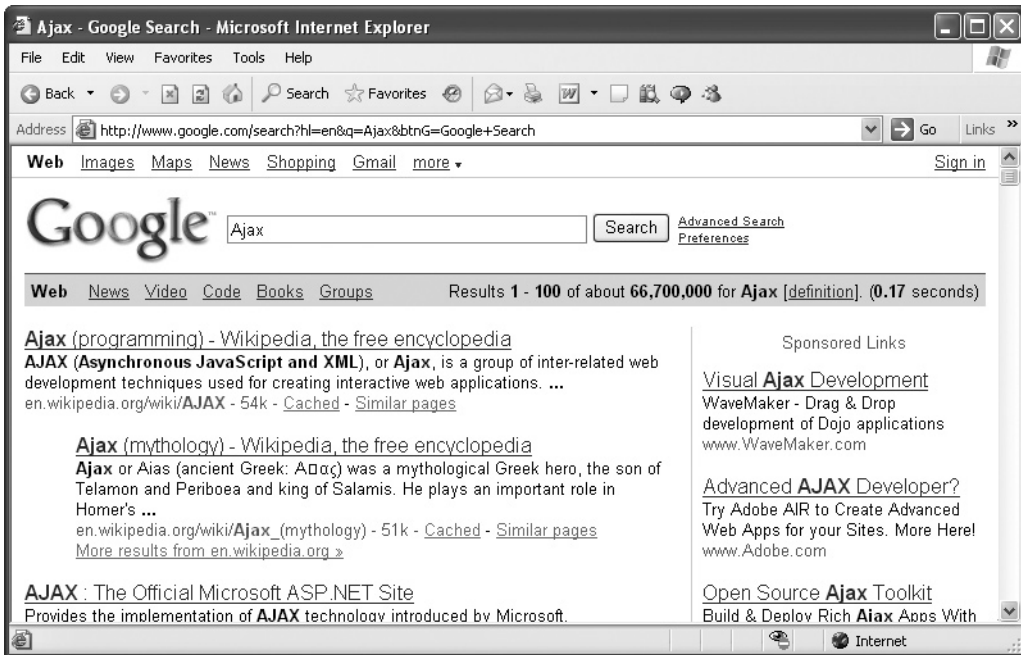 Ajax - Google Search - Microsoft Internet Explorer
File Edit View Favorites Tools Help
Back Search Favorites
Address http://www.google.com/search?hl=en&q=Ajax&btnG=Google+Search Go Links »
Web Images Maps News Shopping Gmail more Sign in
Google™ Ajax Search Advanced Search
Preferences
Web News Video Code Books Groups Results 1 - 100 of about 66,700,000 for Ajax [definition]. (0.17 seconds)
Ajax (programming) - Wikipedia, the free encyclopedia
AJAX (Asynchronous JavaScript and XML), or Ajax, is a group of inter-related web
development techniques used for creating interactive web applications. ...
en.wikipedia.org/wiki/AJAX - 54k - Cached - Similar pages
Ajax (mythology) - Wikipedia, the free encyclopedia
Ajax or Aias (ancient Greek: Α□ας) was a mythological Greek hero, the son of
Telamon and Periboea and king of Salamis. He plays an important role in
Homer's ...
en.wikipedia.org/wiki/Ajax_(mythology) - 51k - Cached - Similar pages
More results from en.wikipedia.org »
AJAX : The Official Microsoft ASP.NET Site
Provides the implementation of AJAX technology introduced by Microsoft.
Sponsored Links
Visual Ajax Development
WaveMaker - Drag & Drop
development of Dojo applications
www.WaveMaker.com
Advanced AJAX Developer?
Try Adobe AIR to Create Advanced
Web Apps for your Sites. More Here!
www.Adobe.com
Open Source Ajax Toolkit
Build & Deploy Rich Ajax Apps With
Internet